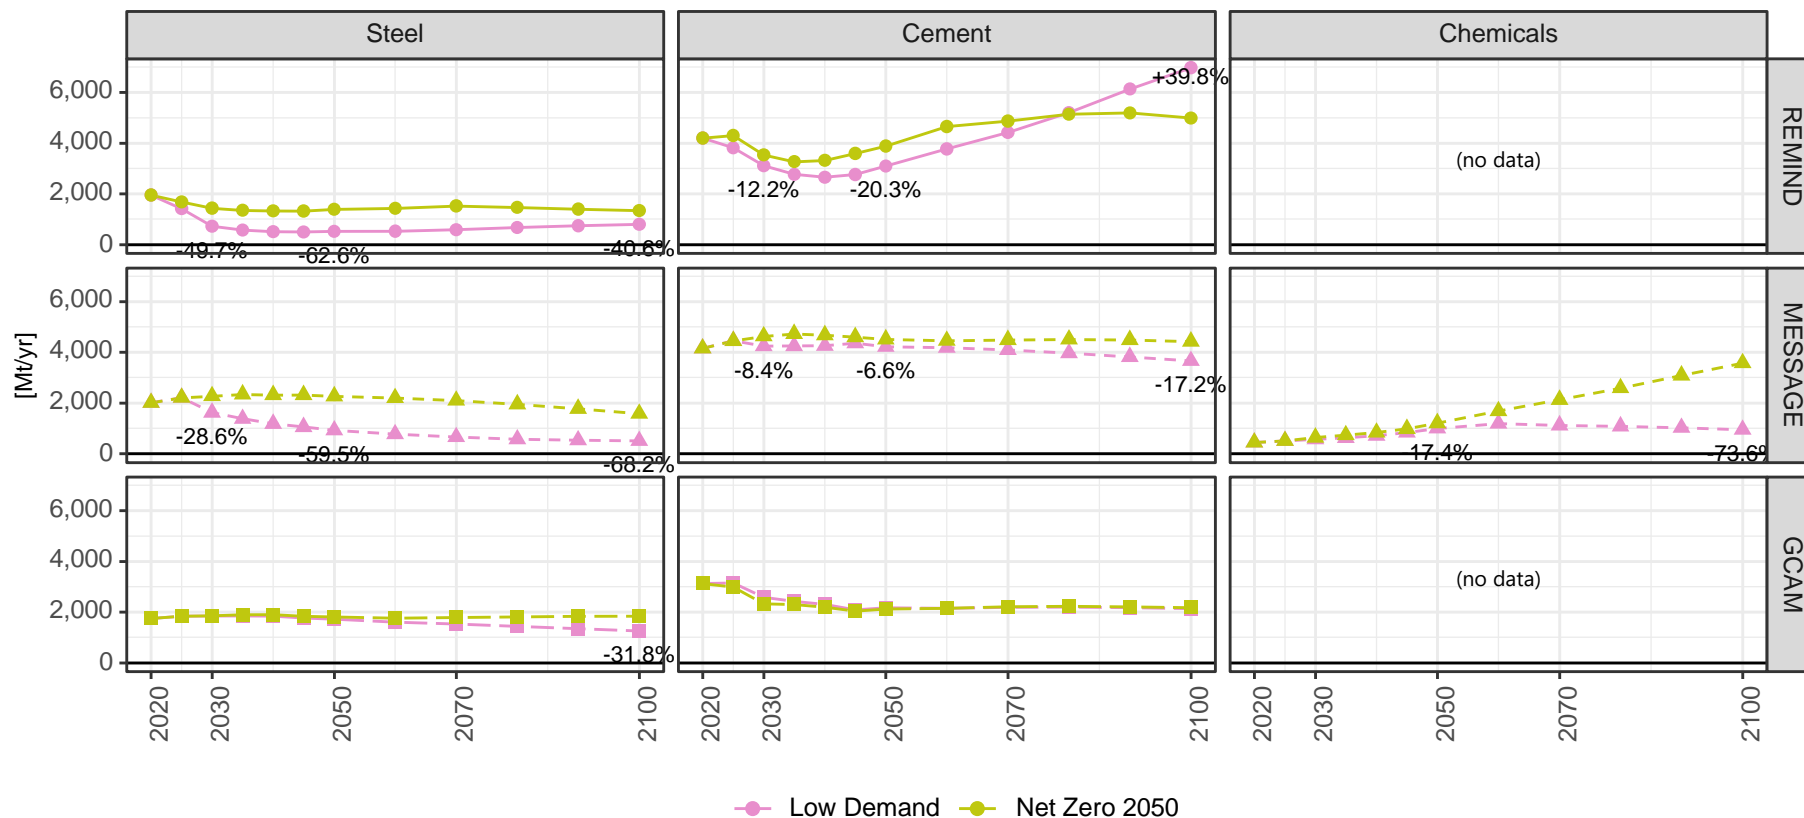 Steel Cement Chemicals
REMIND
6,000
4,000
2,000
0
-49.7% -62.6% -40.6%
-12.2% -20.3% +39.8%
(no data)
MESSAGE
[Mt/yr]
6,000
4,000
2,000
0
-28.6% -59.5% -68.2%
-8.4% -6.6% -17.2%
17.4% -73.6%
GCAM
6,000
4,000
2,000
0
-31.8%
(no data)
2020 2030 2050 2070 2100
2020 2030 2050 2070 2100
2020 2030 2050 2070 2100
Low Demand Net Zero 2050